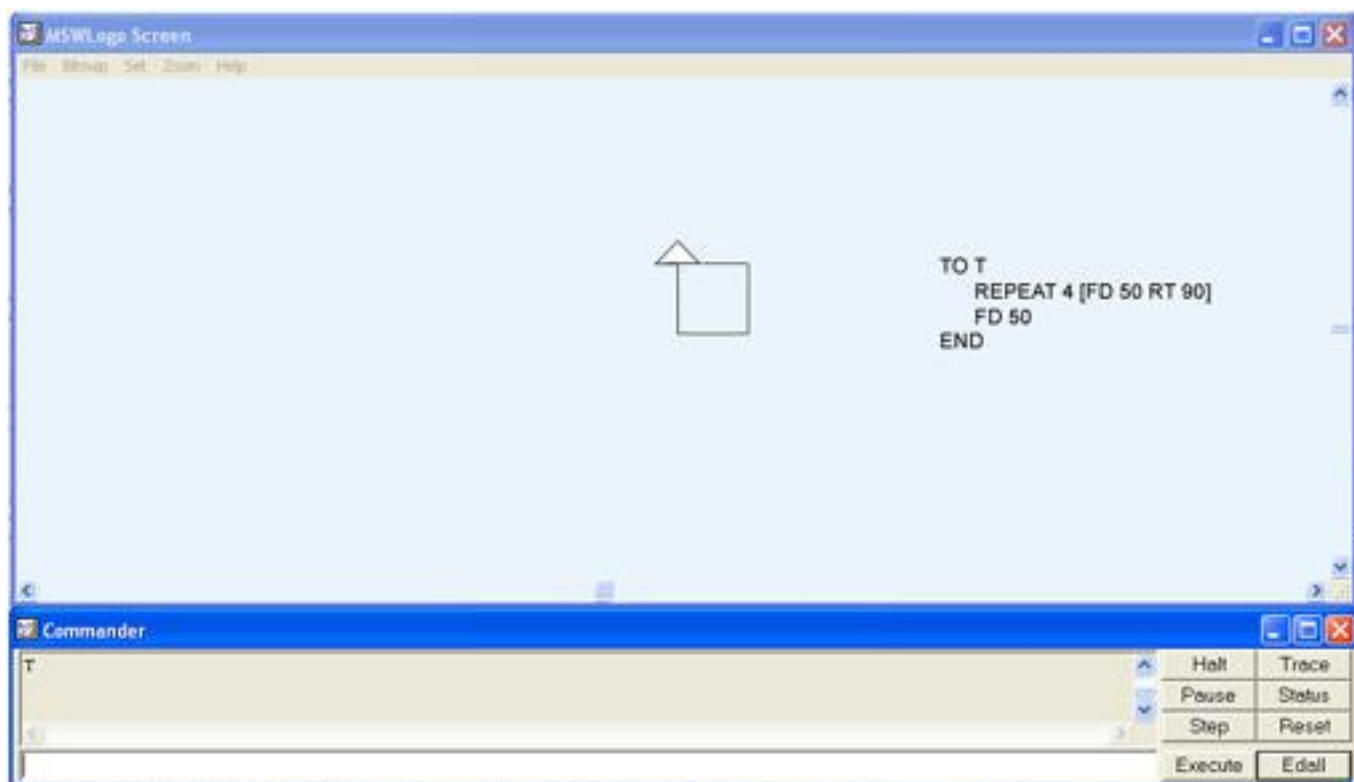 MSWLogo Screen
File Bitmap Set Zoom Help
TO T
REPEAT 4 [FD 50 RT 90]
FD 50
END
Commander
T
Halt Trace
Pause Status
Step Reset
Execute Edall